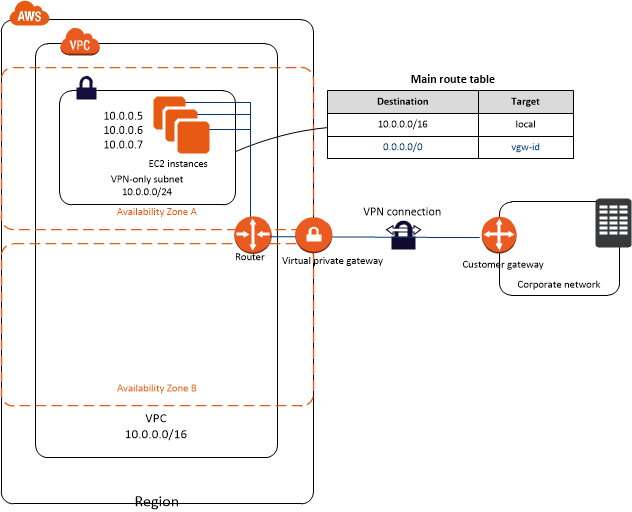 AWS
VPC
10.0.0.5
10.0.0.6
10.0.0.7
EC2 instances
VPN-only subnet
10.0.0.0/24
Availability Zone A
Main route table
Destination Target
10.0.0.0/16 local
0.0.0.0/0 vgw-id
Router
Virtual private gateway
VPN connection
Customer gateway
Corporate network
Availability Zone B
VPC
10.0.0.0/16
Region